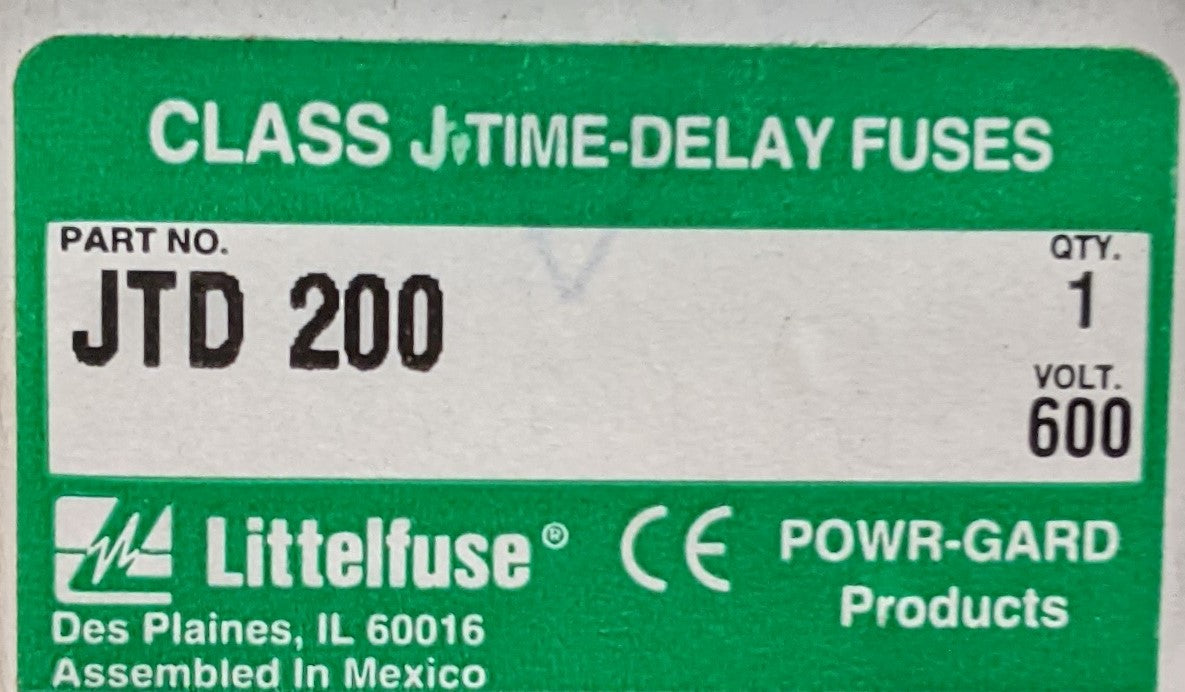 CLASS J TIME-DELAY FUSES
PART NO.
JTD 200
QTY.
1
VOLT.
600
Littelfuse®
CE
POWR-GARD
Products
Des Plaines, IL 60016
Assembled In Mexico